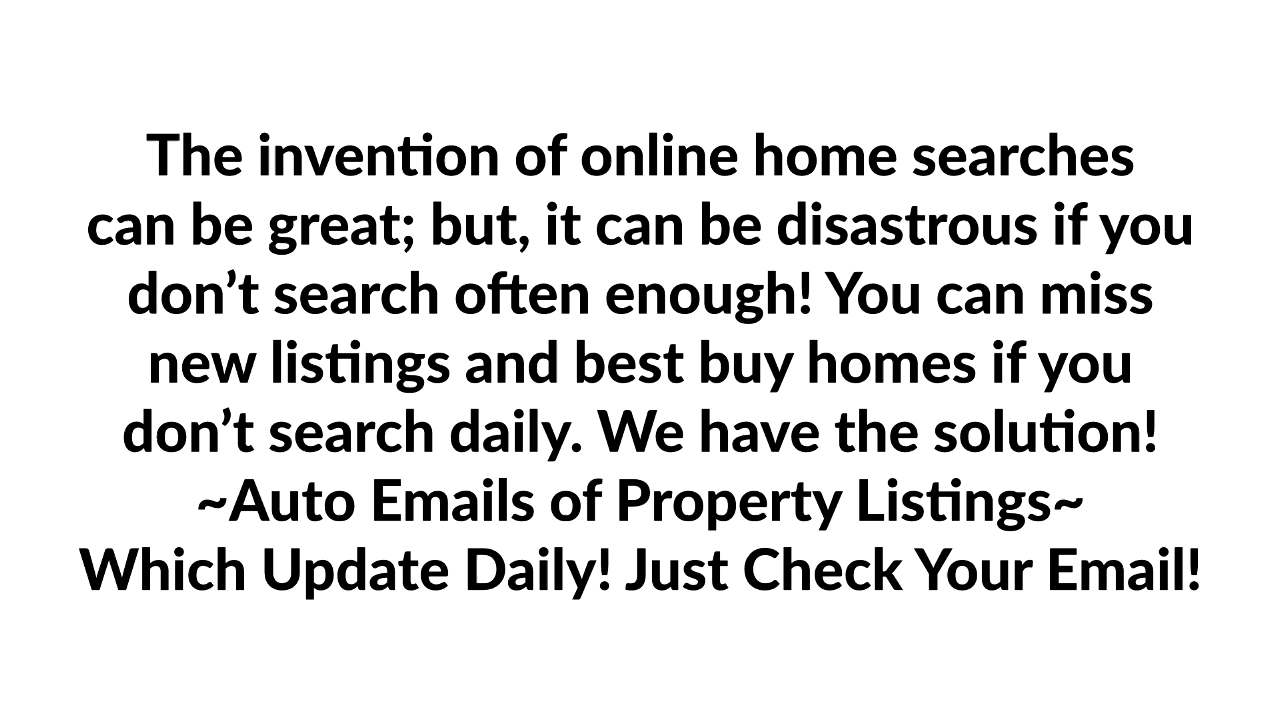 The invention of online home searches
can be great; but, it can be disastrous if you
don’t search often enough! You can miss
new listings and best buy homes if you
don’t search daily. We have the solution!
~Auto Emails of Property Listings~
Which Update Daily! Just Check Your Email!